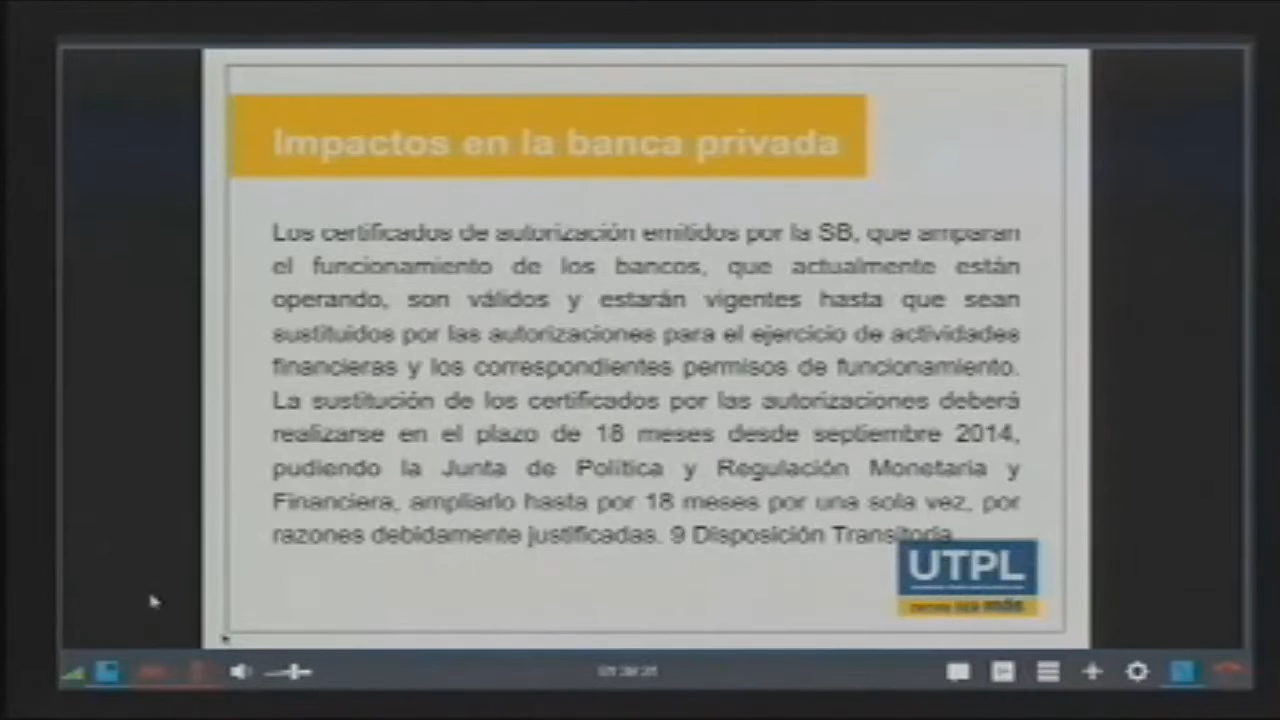 Impactos en la banca privada
Los certificados de autorización emitidos por la SB, que amparan
el funcionamiento de los bancos, que actualmente están
operando, son válidos y estarán vigentes hasta que sean
sustituidos por las autorizaciones para el ejercicio de actividades
financieras y los correspondientes permisos de funcionamiento.
La sustitución de los certificados por las autorizaciones deberá
realizarse en el plazo de 18 meses desde septiembre 2014,
pudiendo la Junta de Política y Regulación Monetaria y
Financiera, ampliarlo hasta por 18 meses por una sola vez, por
razones debidamente justificadas. 9 Disposición Transitoria
UTPL
más